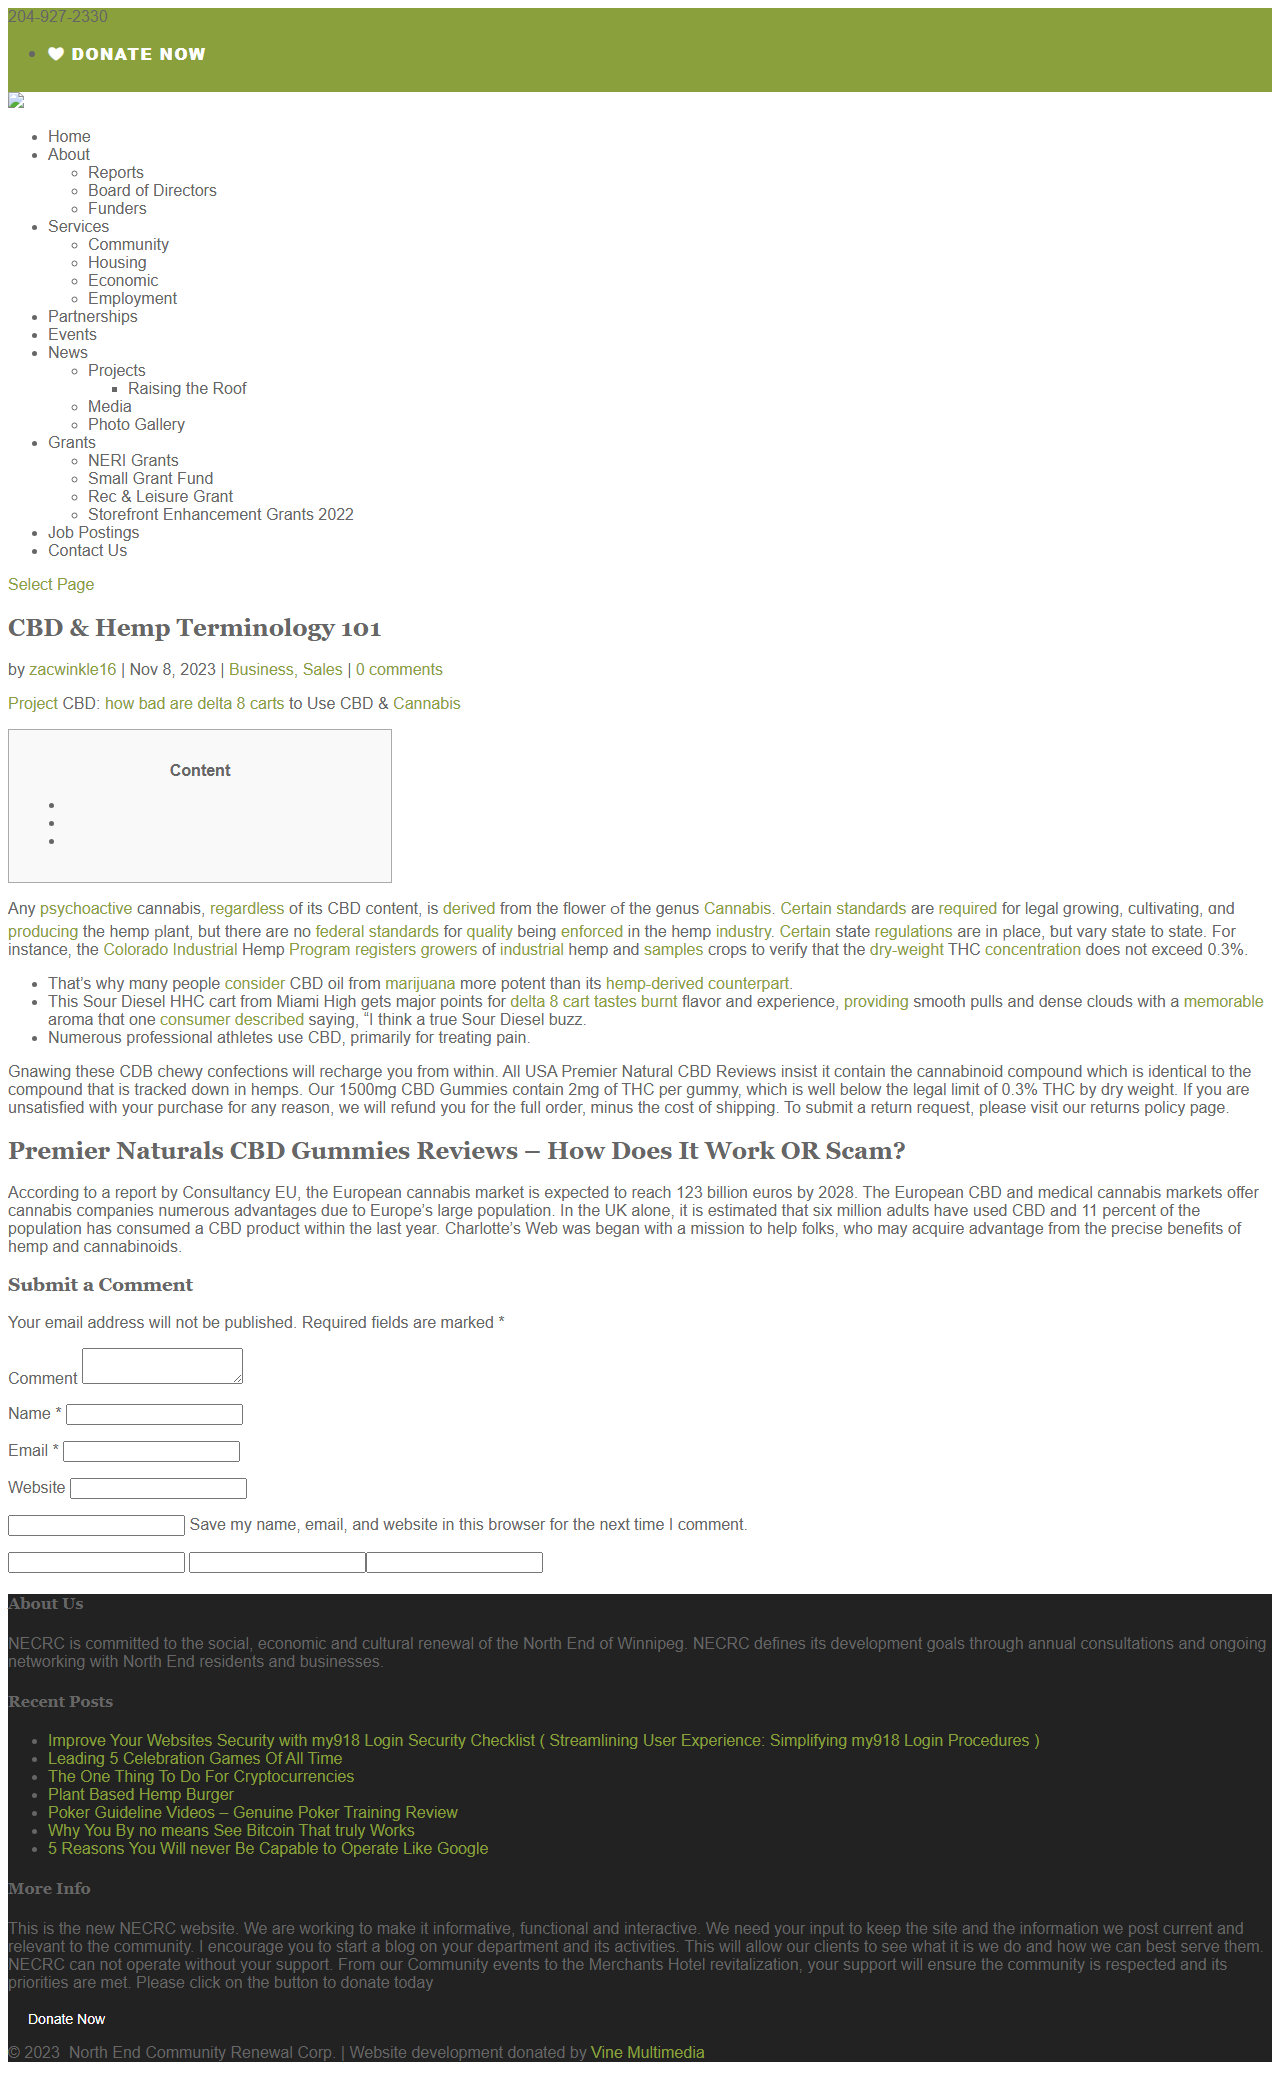 204-927-2330
DONATE NOW
Home
About
Reports
Board of Directors
Funders
Services
Community
Housing
Economic
Employment
Partnerships
Events
News
Projects
Raising the Roof
Media
Photo Gallery
Grants
NERI Grants
Small Grant Fund
Rec & Leisure Grant
Storefront Enhancement Grants 2022
Job Postings
Contact Us
Select Page
CBD & Hemp Terminology 101
by zacwinkle16 | Nov 8, 2023 | Business, Sales | 0 comments
Project CBD: how bad are delta 8 carts to Use CBD & Cannabis
Content
Any psychoactive cannabis, regardless of its CBD content, is derived from the flower of the genus Cannabis. Certain standards are required for legal growing, cultivating, ɑnd
producing the hemp plant, but there are no federal standards for quality being enforced in the hemp industry. Certain state regulations are in place, but vary state to state. For
instance, the Colorado Industrial Hemp Program registers growers of industrial hemp and samples crops to verify that the dry-weight THC concentration does not exceed 0.3%.
That's why mɑny people consider CBD oil from marijuana more potent than its hemp-derived counterpart.
This Sour Diesel HHC cart from Miami High gets major points for delta 8 cart tastes burnt flavor and experience, providing smooth pulls and dense clouds with a memorable
aroma thɑt one consumer described saying, “I think a true Sour Diesel buzz.
Numerous professional athletes use CBD, primarily for treating pain.
Gnawing these CDB chewy confections will recharge you from within. All USA Premier Natural CBD Reviews insist it contain the cannabinoid compound which is identical to the
compound that is tracked down in hemps. Our 1500mg CBD Gummies contain 2mg of THC per gummy, which is well below the legal limit of 0.3% THC by dry weight. If you are
unsatisfied with your purchase for any reason, we will refund you for the full order, minus the cost of shipping. To submit a return request, please visit our returns policy page.
Premier Naturals CBD Gummies Reviews – How Does It Work OR Scam?
According to a report by Consultancy EU, the European cannabis market is expected to reach 123 billion euros by 2028. The European CBD and medical cannabis markets offer
cannabis companies numerous advantages due to Europe's large population. In the UK alone, it is estimated that six million adults have used CBD and 11 percent of the
population has consumed a CBD product within the last year. Charlotte's Web was began with a mission to help folks, who may acquire advantage from the precise benefits of
hemp and cannabinoids.
Submit a Comment
Your email address will not be published. Required fields are marked *
Comment
Name *
Email *
Website
Save my name, email, and website in this browser for the next time I comment.
About Us
NECRC is committed to the social, economic and cultural renewal of the North End of Winnipeg. NECRC defines its development goals through annual consultations and ongoing
networking with North End residents and businesses.
Recent Posts
Improve Your Websites Security with my918 Login Security Checklist ( Streamlining User Experience: Simplifying my918 Login Procedures )
Leading 5 Celebration Games Of All Time
The One Thing To Do For Cryptocurrencies
Plant Based Hemp Burger
Poker Guideline Videos – Genuine Poker Training Review
Why You By no means See Bitcoin That truly Works
5 Reasons You Will never Be Capable to Operate Like Google
More Info
This is the new NECRC website. We are working to make it informative, functional and interactive. We need your input to keep the site and the information we post current and
relevant to the community. I encourage you to start a blog on your department and its activities. This will allow our clients to see what it is we do and how we can best serve them.
NECRC can not operate without your support. From our Community events to the Merchants Hotel revitalization, your support will ensure the community is respected and its
priorities are met. Please click on the button to donate today
Donate Now
© 2023 North End Community Renewal Corp. | Website development donated by Vine Multimedia